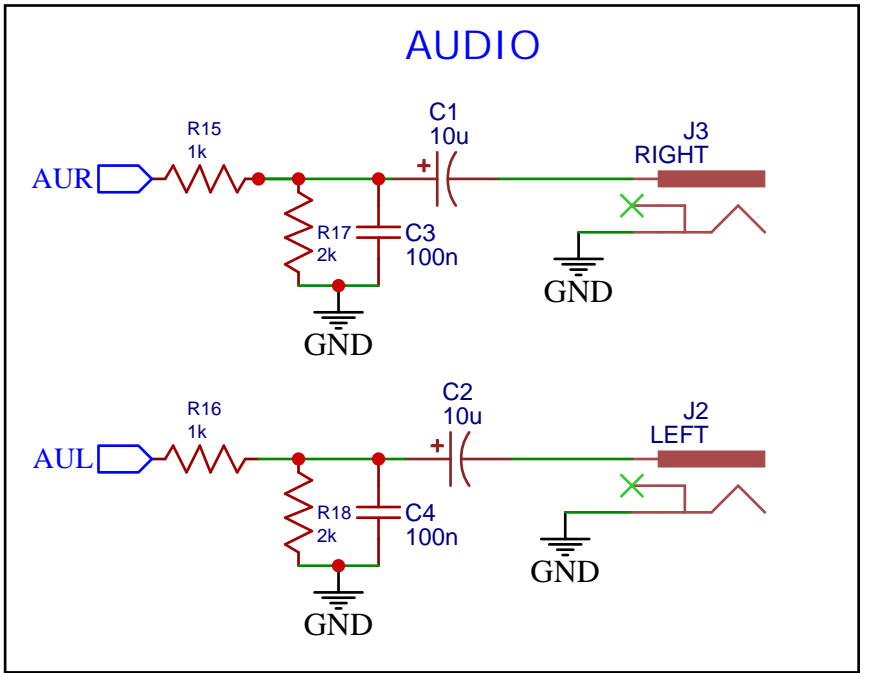 AUDIO
C1
10u
R15
1k
J3
RIGHT
AUR
+
R17
2k
C3
100n
GND
GND
C2
10u
R16
1k
J2
LEFT
AUL
+
R18
2k
C4
100n
GND
GND